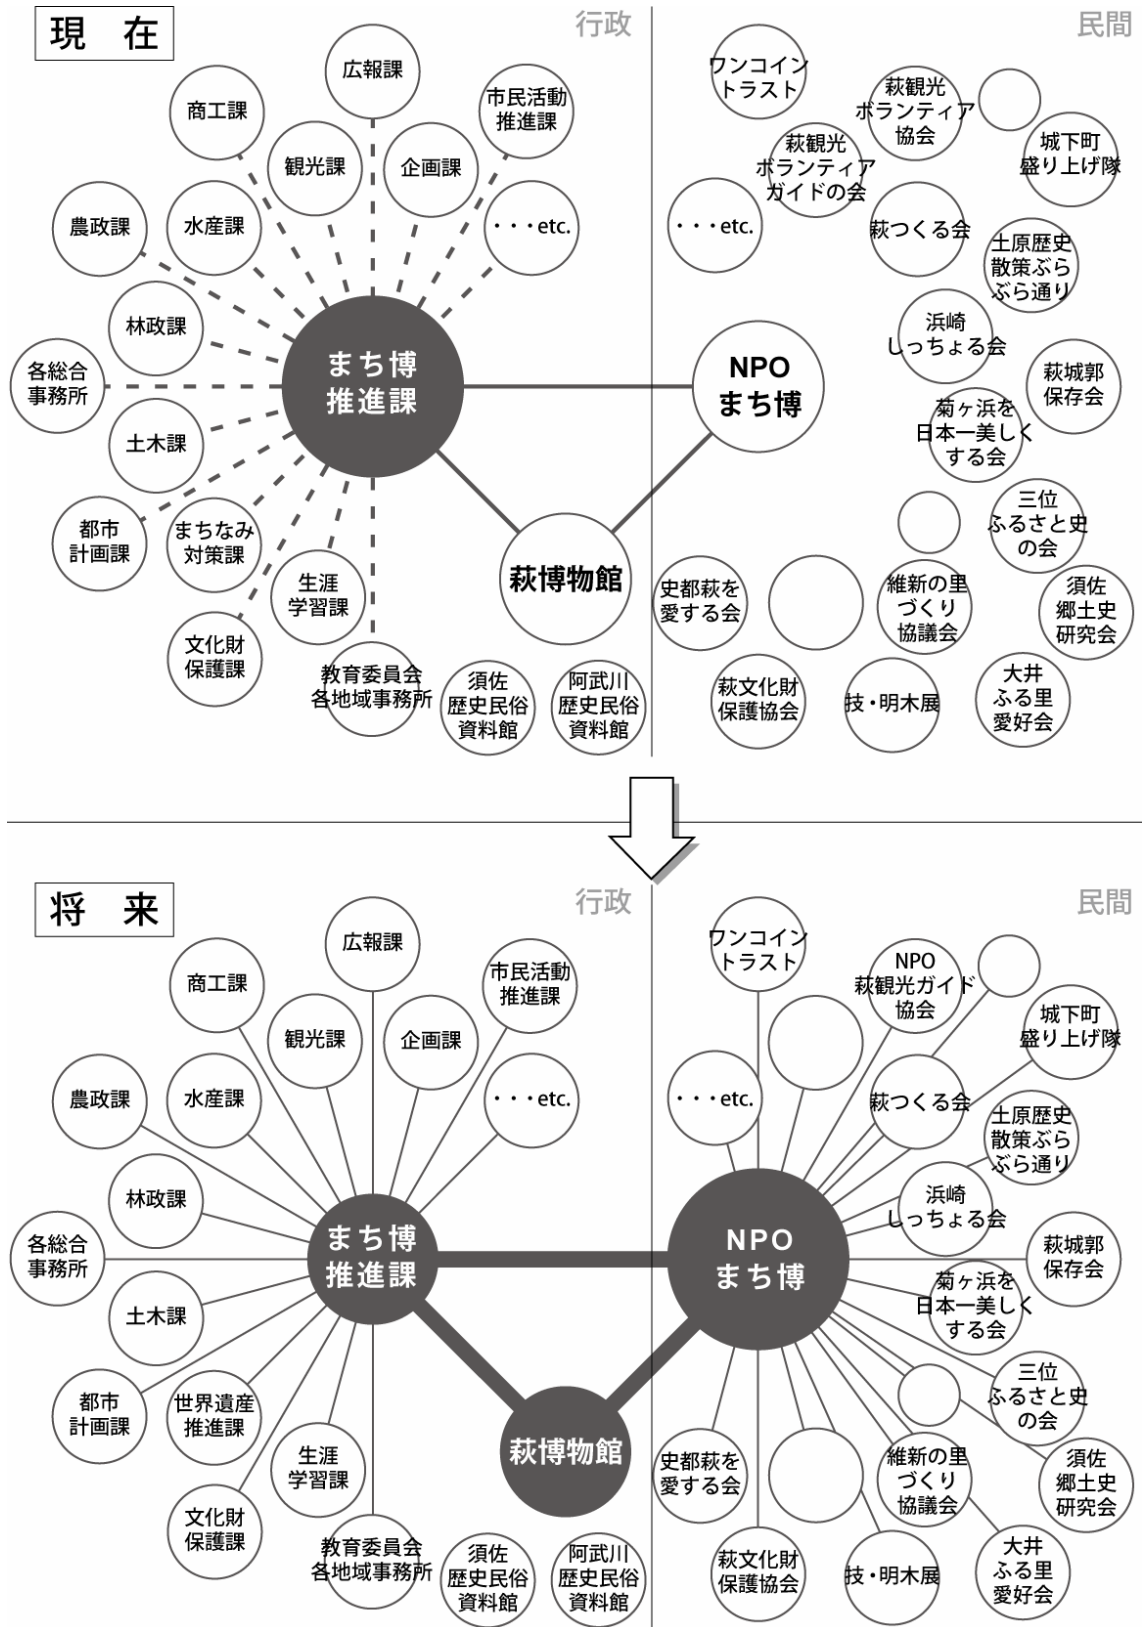 現 在
行政
民間
広報課
商工課
市民活動
推進課
観光課
企画課
農政課
水産課
・・・etc.
林政課
各総合
事務所
まち博
推進課
土木課
都市
計画課
まちなみ
対策課
生涯
学習課
文化財
保護課
教育委員会
各地域事務所
須佐
歴史民俗
資料館
阿武川
歴史民俗
資料館
萩博物館
NPO
まち博
ワンコイン
トラスト
萩観光
ボランティア
協会
萩観光
ボランティア
ガイドの会
城下町
盛り上げ隊
・・・etc.
萩つくる会
土原歴史
散策ぶら
ぶら通り
浜崎
しっちょる会
萩城郭
保存会
菊ヶ浜を
日本一美しく
する会
三位
ふるさと史
の会
史都萩を
愛する会
維新の里
づくり
協議会
須佐
郷土史
研究会
萩文化財
保護協会
技・明木展
大井
ふる里
愛好会
将 来
行政
民間
広報課
商工課
市民活動
推進課
観光課
企画課
農政課
水産課
・・・etc.
林政課
各総合
事務所
まち博
推進課
土木課
都市
計画課
世界遺産
推進課
生涯
学習課
文化財
保護課
教育委員会
各地域事務所
須佐
歴史民俗
資料館
阿武川
歴史民俗
資料館
萩博物館
NPO
まち博
ワンコイン
トラスト
NPO
萩観光ガイド
協会
城下町
盛り上げ隊
・・・etc.
萩つくる会
土原歴史
散策ぶら
ぶら通り
浜崎
しっちょる会
萩城郭
保存会
菊ヶ浜を
日本一美しく
する会
三位
ふるさと史
の会
史都萩を
愛する会
維新の里
づくり
協議会
須佐
郷土史
研究会
萩文化財
保護協会
技・明木展
大井
ふる里
愛好会